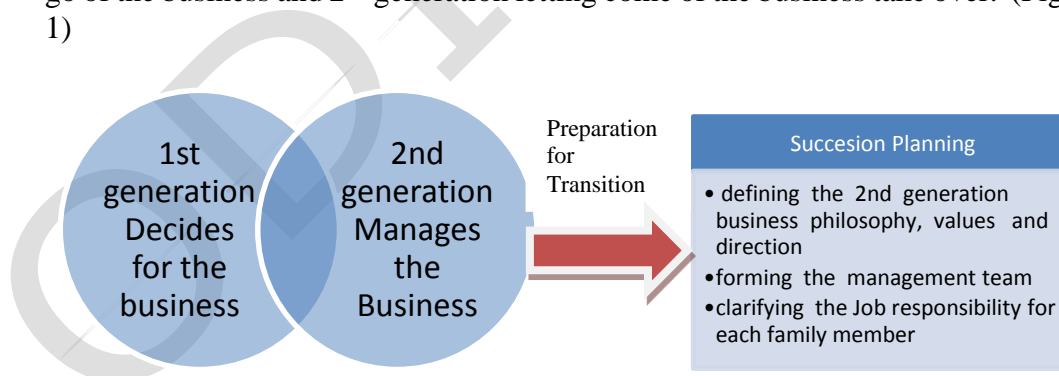 go of the business and 2 generation letting come of the business take over. (Fig
1)
1st
generation
Decides
for the
business
2nd
generation
Manages
the
Business
Preparation
for
Transition
Succesion Planning
• defining the 2nd generation
business philosophy, values and
direction
•forming the management team
•clarifying the Job responsibility for
each family member